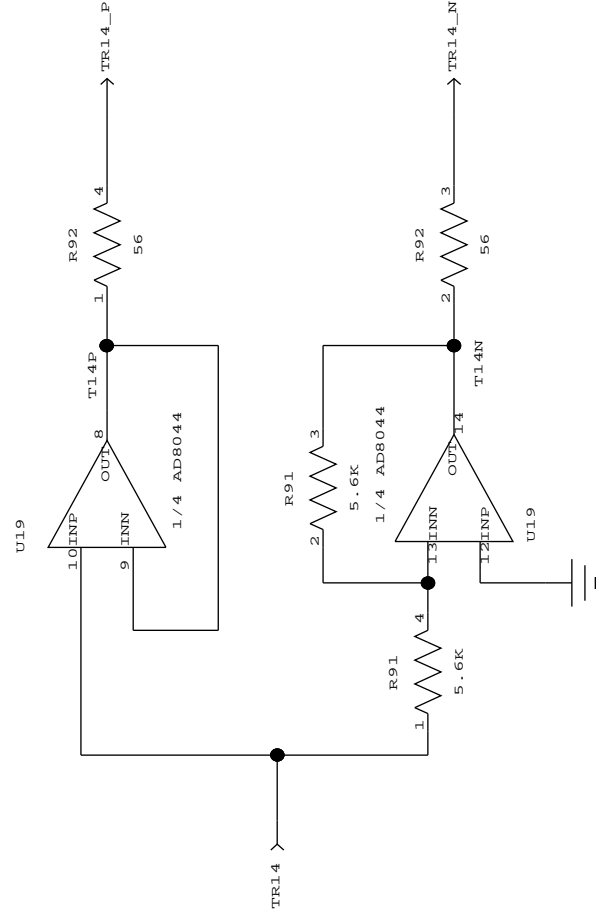 TR14_P
TR14_N
4
R92
56
1
3
R92
56
2
T14P
T14N
8
OUT
1/4 AD8044
U19
10
INP
INN
9
3
R91
5.6K
2
1/4 AD8044
14
OUT
U19
13
INN
12
INP
4
R91
5.6K
1
TR14